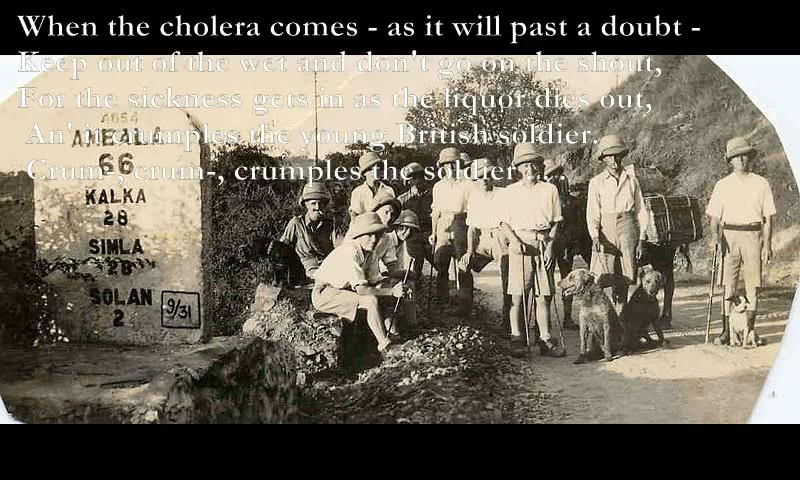 When the cholera comes - as it will past a doubt -
Keep out of the wet and don't go on the shout,
For the sickness gets in as the liquor dies out,
An' it crumples the young British soldier.
Crum-, crum-, crumples the soldier . . .
4864
AMBALA
66
KALKA
28
SIMLA
SOLAN
2
9/31